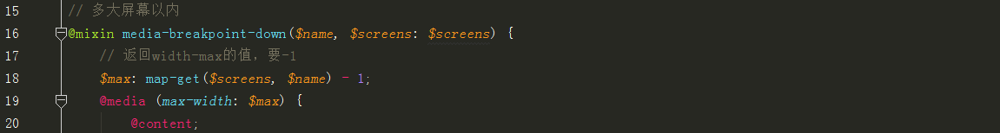 15 // 多大屏幕以内
16 @mixin media-breakpoint-down($name, $screens: $screens) {
17 // 返回width-max的值，要-1
18 $max: map-get($screens, $name) - 1;
19 @media (max-width: $max) {
20 @content;